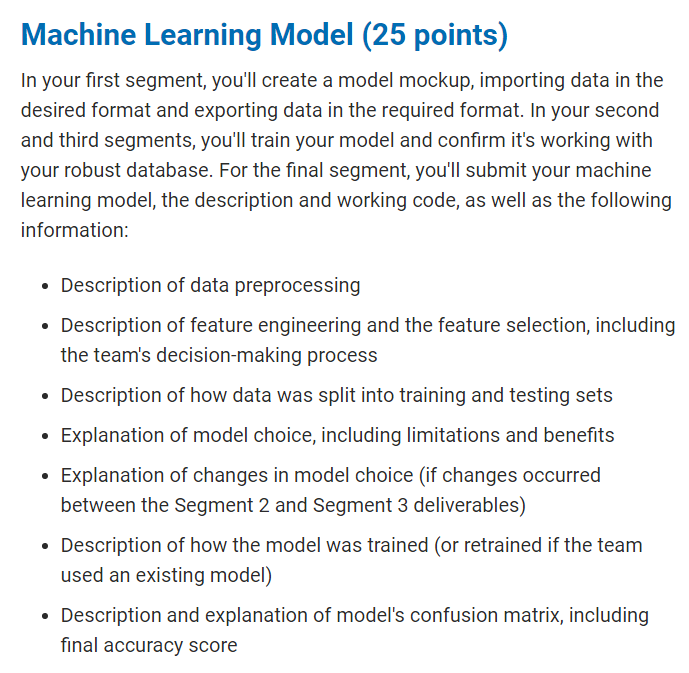 Machine Learning Model (25 points)
In your first segment, you'll create a model mockup, importing data in the
desired format and exporting data in the required format. In your second
and third segments, you'll train your model and confirm it's working with
your robust database. For the final segment, you'll submit your machine
learning model, the description and working code, as well as the following
information:
• Description of data preprocessing
• Description of feature engineering and the feature selection, including
the team's decision-making process
• Description of how data was split into training and testing sets
• Explanation of model choice, including limitations and benefits
• Explanation of changes in model choice (if changes occurred
between the Segment 2 and Segment 3 deliverables)
• Description of how the model was trained (or retrained if the team
used an existing model)
• Description and explanation of model's confusion matrix, including
final accuracy score